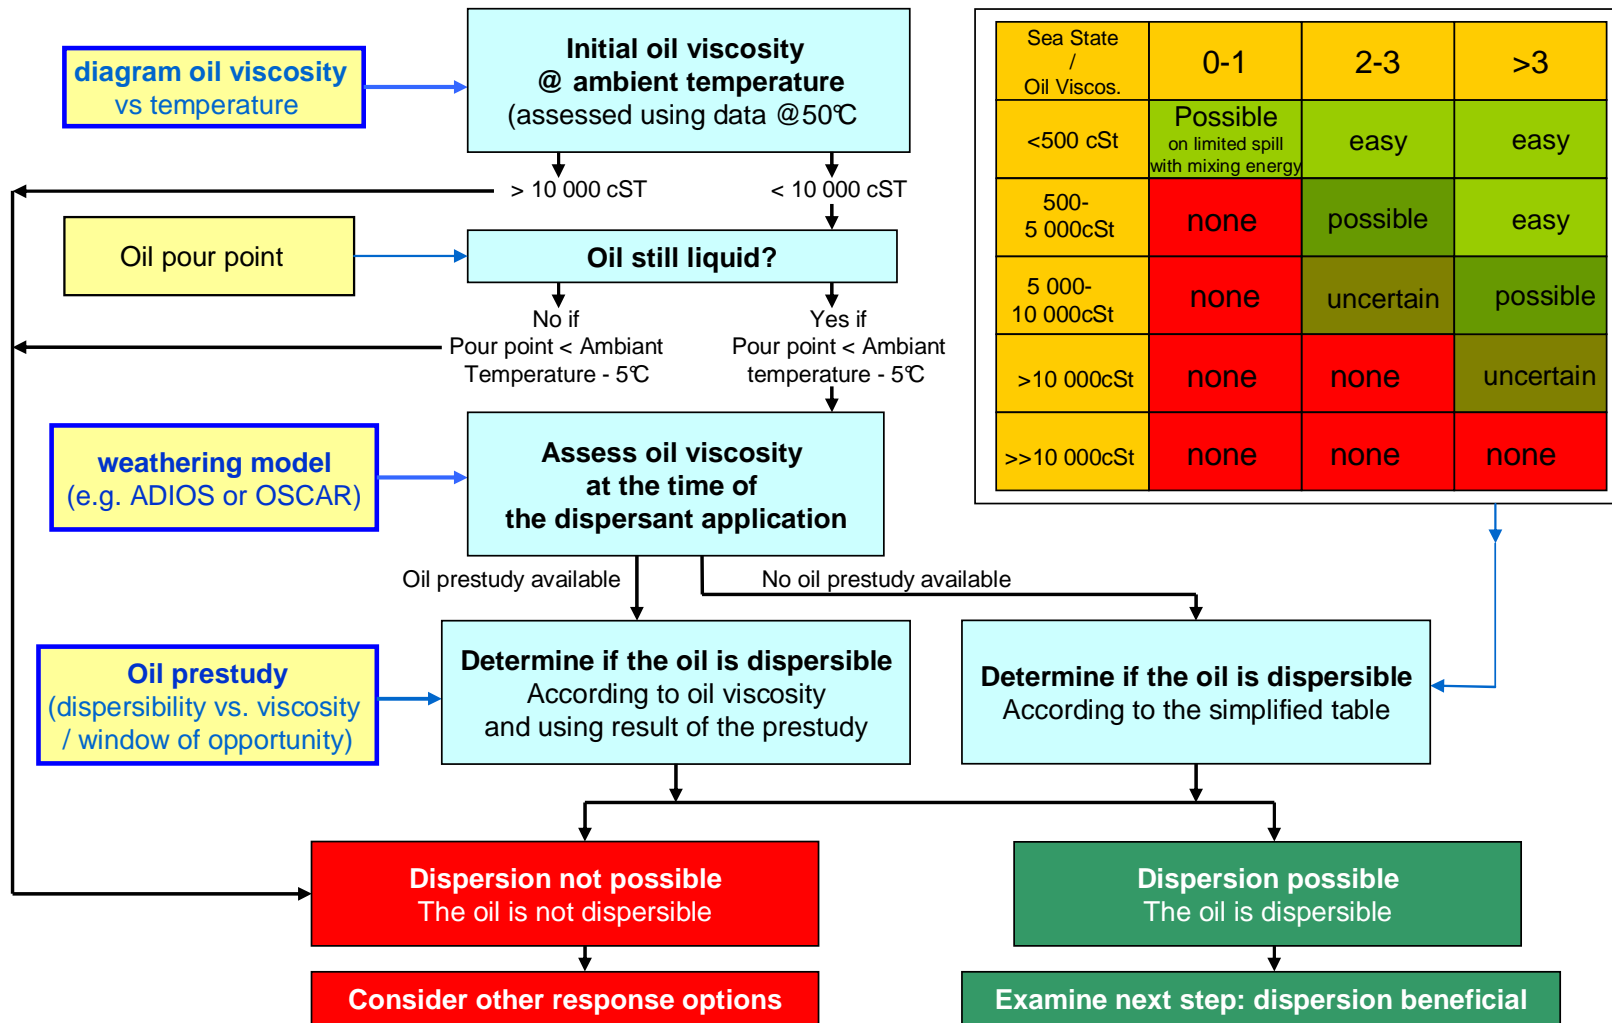 diagram oil viscosity
vs temperature
Initial oil viscosity
@ ambient temperature
(assessed using data @50°C
> 10 000 cST
< 10 000 cST
Oil pour point
Oil still liquid?
No if
Pour point < Ambiant
Temperature - 5°C
Yes if
Pour point < Ambant
temperature - 5°C
weathering model
(e.g. ADIOS or OSCAR)
Assess oil viscosity
at the time of
the dispersant application
Oil prestudy available
No oil prestudy available
Oil prestudy
(dispersibility vs. viscosity
/ window of opportunity)
Determine if the oil is dispersible
According to oil viscosity
and using result of the prestudy
Determine if the oil is dispersible
According to the simplified table
Dispersion not possible
The oil is not dispersible
Dispersion possible
The oil is dispersible
Consider other response options
Examine next step: dispersion beneficial
Sea State
/
Oil Viscos.
0-1
2-3
>3
<500 cSt
Possible
on limited spill
with mixing energy
easy
easy
500-
5 000cSt
none
possible
easy
5 000-
10 000cSt
none
uncertain
possible
>10 000cSt
none
none
uncertain
>>10 000cSt
none
none
none